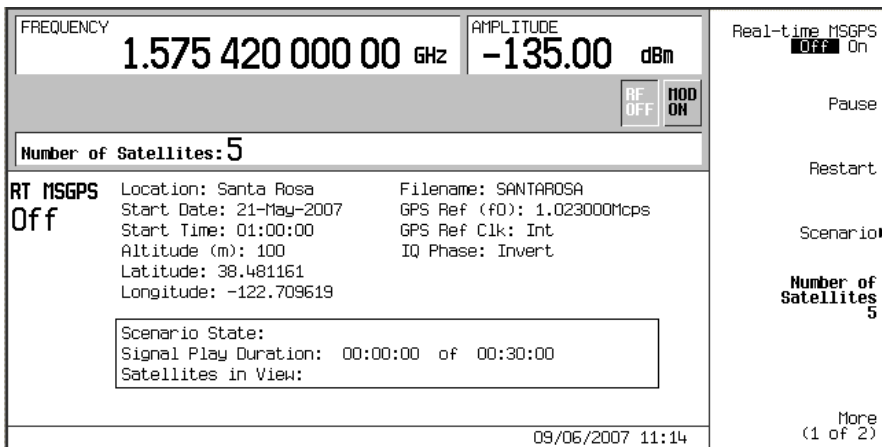 FREQUENCY
1.575 420 000 00 GHz
AMPLITUDE
-135.00 dBm
RF OFF
MOD ON
Number of Satellites: 5
RT MSGPS
Off
Location: Santa Rosa
Start Date: 21-May-2007
Start Time: 01:00:00
Altitude (m): 100
Latitude: 38.481161
Longitude: -122.709619
Filename: SANTAROSA
GPS Ref (f0): 1.023000Mcps
GPS Ref Clk: Int
IQ Phase: Invert
Scenario State:
Signal Play Duration: 00:00:00 of 00:30:00
Satellites in View:
09/06/2007 11:14
Real-time MSGPS
Off On
Pause
Restart
Scenario
Number of
Satellites
5
More
(1 of 2)